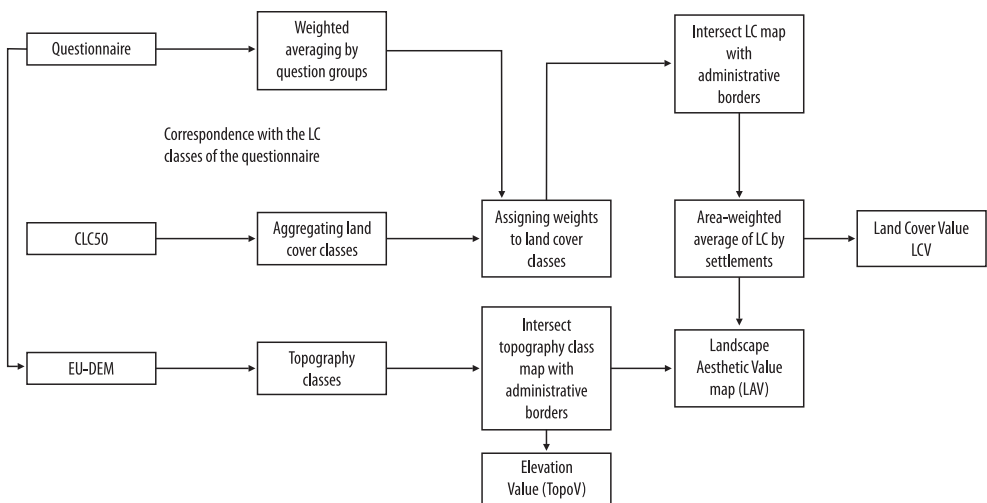 Questionnaire
Weighted
averaging by
question groups
Intersect LC map
with
administrative
borders
Correspondence with the LC
classes of the questionnaire
CLC50
Aggregating land
cover classes
Assigning weights
to land cover
classes
Area-weighted
average of LC by
settlements
Land Cover Value
LCV
EU-DEM
Topography
classes
Intersect
topography class
map with
administrative
borders
Landscape
Aesthetic Value
map (LAV)
Elevation
Value (TopoV)